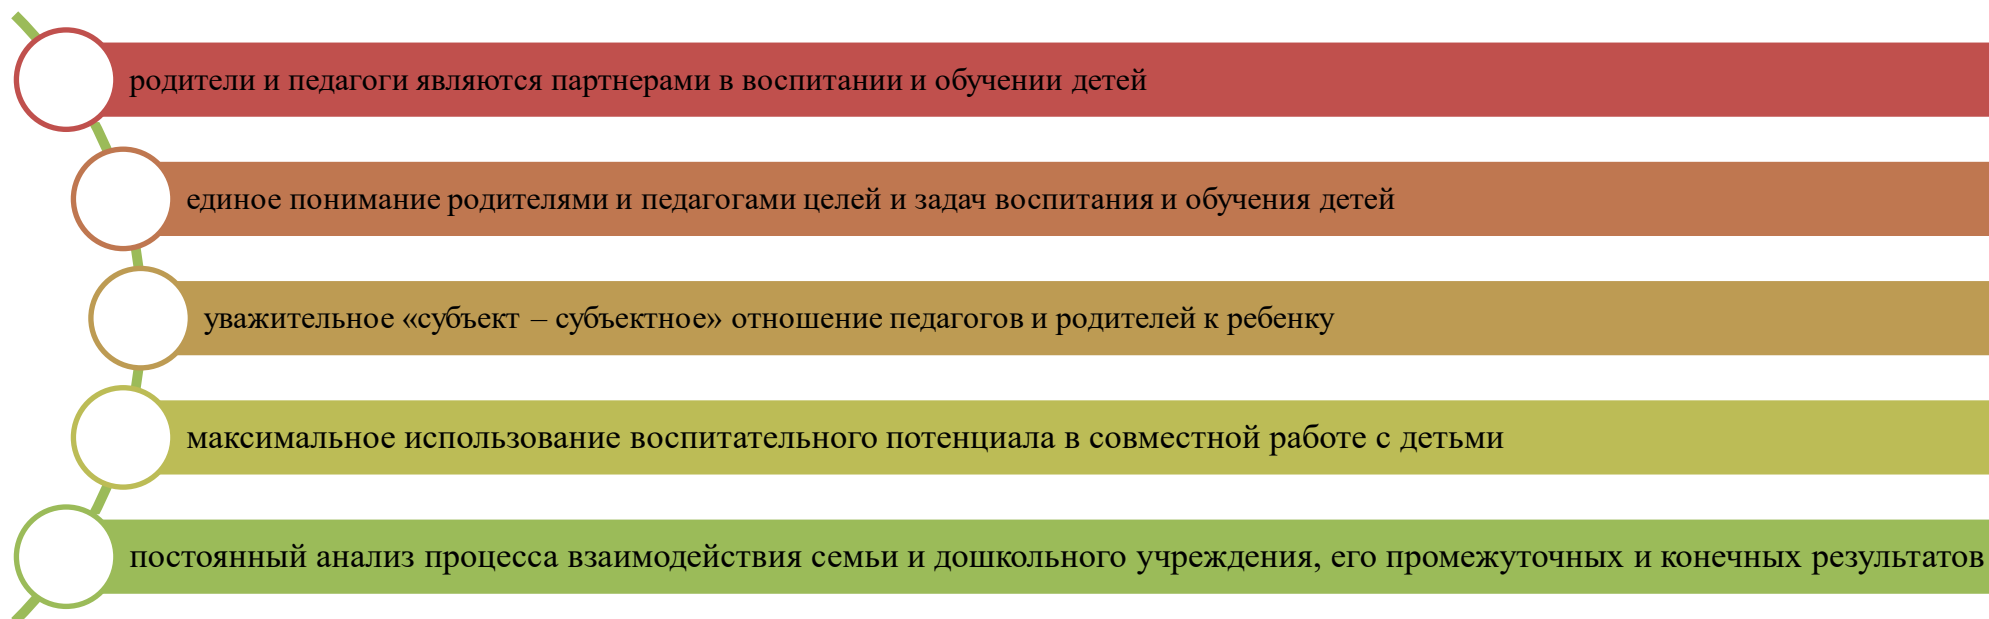 родители и педагоги являются партнерами в воспитании и обучении детей
единое понимание родителями и педагогами целей и задач воспитания и обучения детей
уважительное «субъект – субъектное» отношение педагогов и родителей к ребенку
максимальное использование воспитательного потенциала в совместной работе с детьми
постоянный анализ процесса взаимодействия семьи и дошкольного учреждения, его промежуточных и конечных результатов